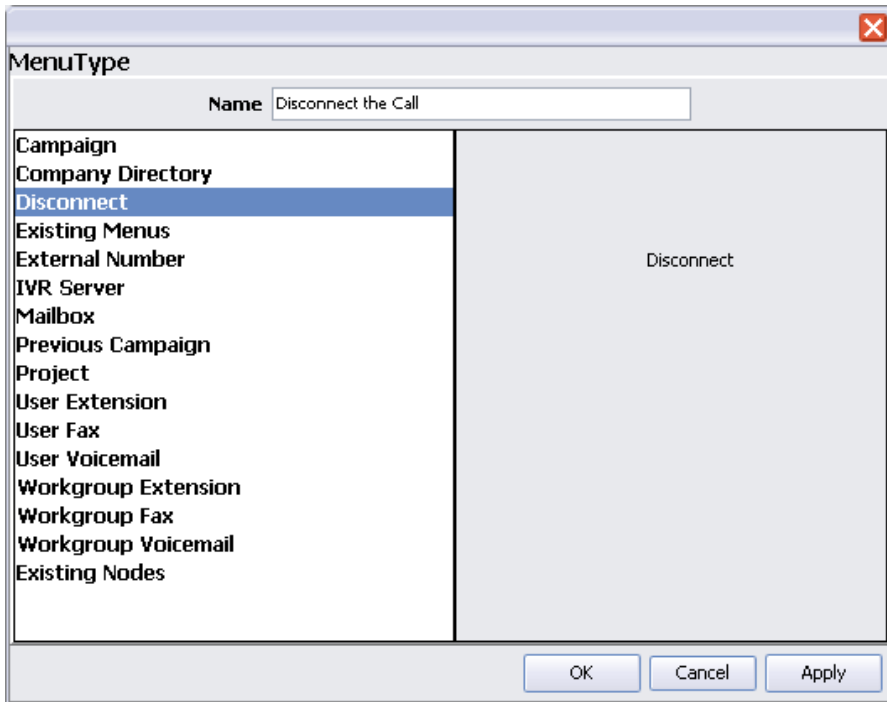 MenuType
Name Disconnect the Call
Campaign
Company Directory
Disconnect
Existing Menus
External Number
IVR Server
Mailbox
Previous Campaign
Project
User Extension
User Fax
User Voicemail
Workgroup Extension
Workgroup Fax
Workgroup Voicemail
Existing Nodes
Disconnect
OK Cancel Apply